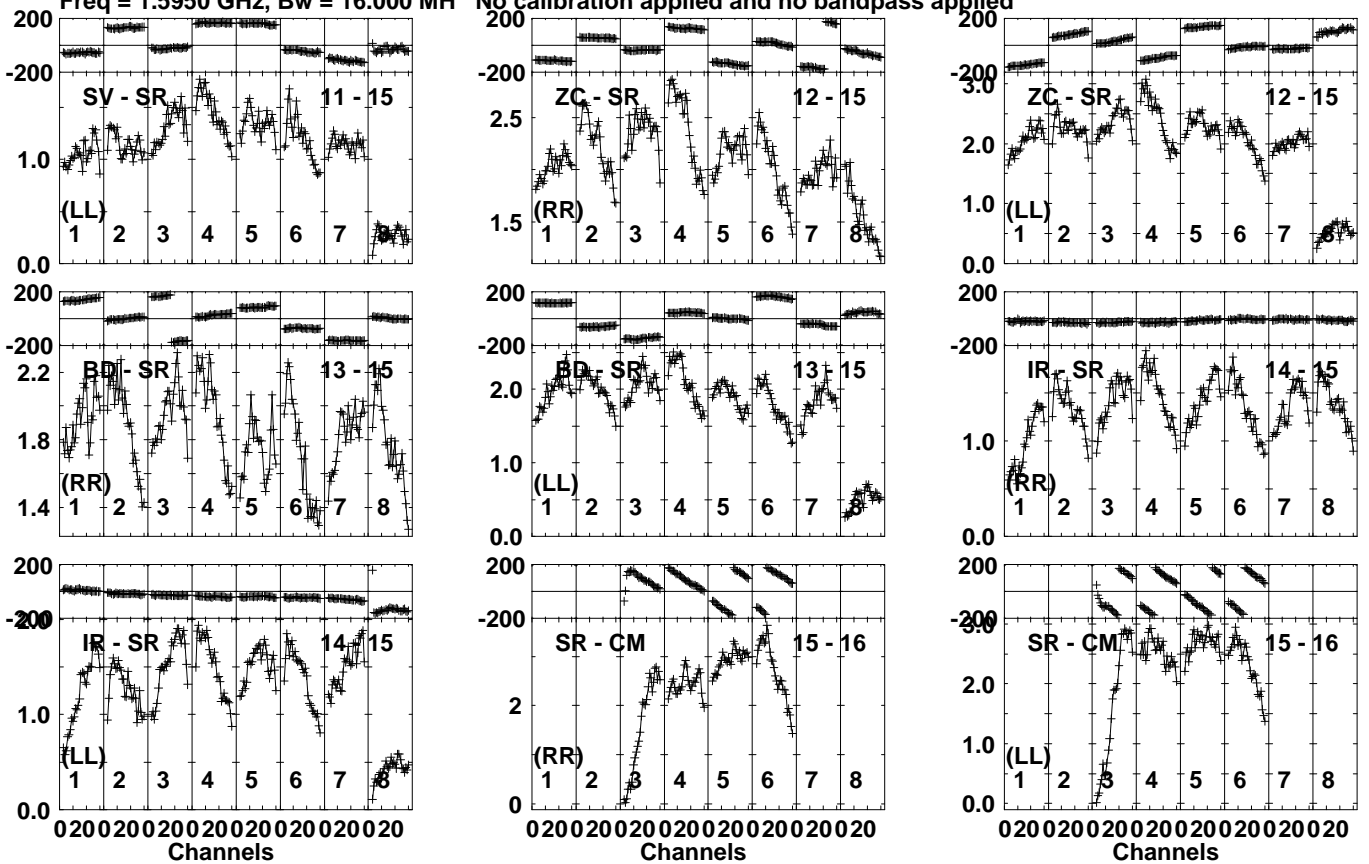 Freq = 1.5950 GHz, Bw = 16.000 MH No calibration applied and no bandpass applied
200 200 200
-200 -200 -200
SV - SR 11 - 15 ZC - SR 12 - 15 3.0 ZC - SR 12 - 15
2.5
2.0
1.0
1.5 1.0
(LL) (RR) (LL)
1 2 3 4 5 6 7 8 1 2 3 4 5 6 7 8 1 2 3 4 5 6 7 8
0.0 0.0
200 200 200
-200 -200 -200
BD - SR 13 - 15 BD - SR 13 - 15 IR - SR 14 - 15
2.2 2.0
1.8 1.0 1.0
(RR) (LL) (RR)
1.4 1 2 3 4 5 6 7 8 1 2 3 4 5 6 7 8 1 2 3 4 5 6 7 8
0.0 0.0
200 200 200
-200 -200 -200
2.0 IR - SR 14 - 15 SR - CM 15 - 16 3.0 SR - CM 15 - 16
1.0 2 2.0
1.0
(LL) (RR) (LL)
1 2 3 4 5 6 7 8 1 2 3 4 5 6 7 8 1 2 3 4 5 6 7 8
0.0 0 0.0
0 20 0 20 0 20 0 20 0 20 0 20 0 20 0 20 0 20 0 20 0 20 0 20 0 20 0 20 0 20 0 20 0 20 0 20 0 20 0 20 0 20 0 20 0 20 0 20
Channels Channels Channels